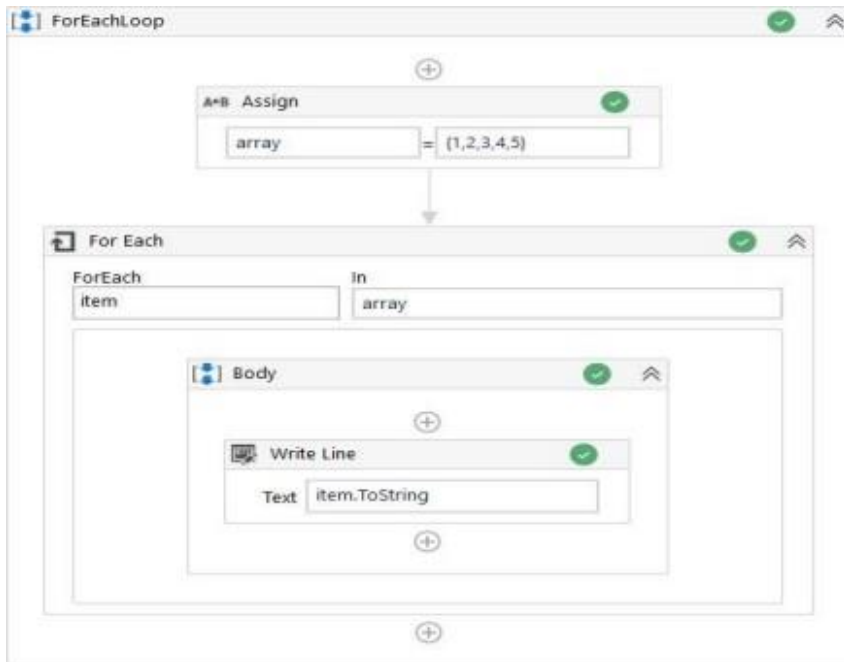 ForEachLoop
A+B Assign
array = {1,2,3,4,5}
For Each
ForEach In
item array
Body
Write Line
Text item.ToString